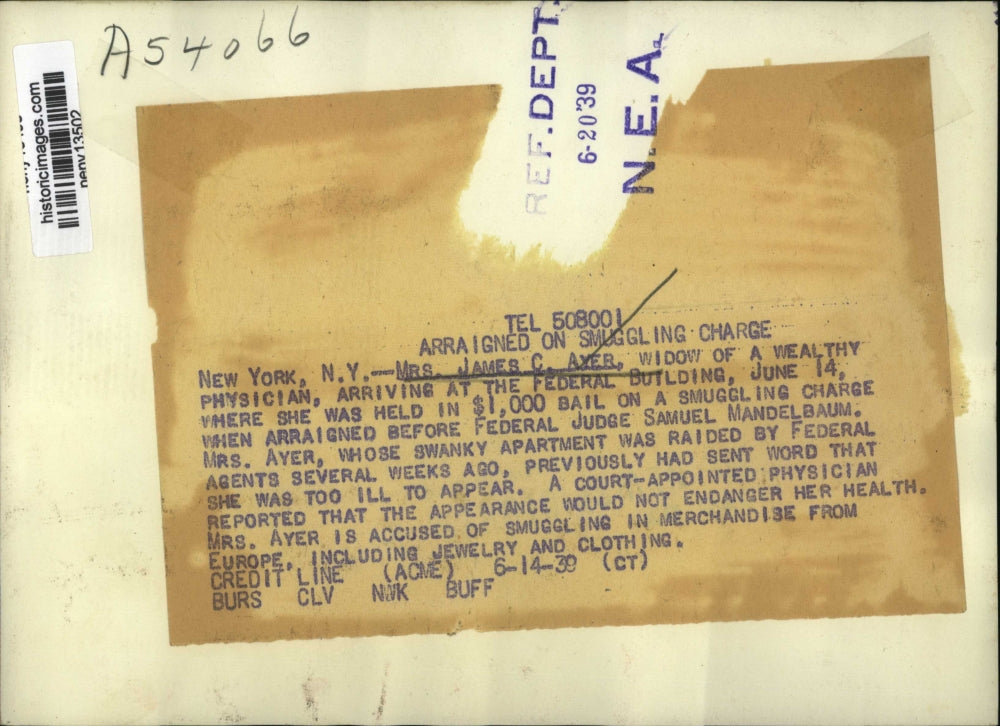 A54066
REF.DEPT.
6-20'39
N.E.A.
historicimages.com
neny13502
TEL 508001
ARRAIGNED ON SMUGGLING CHARGE
NEW YORK, N.Y.--MRS. JAMES C. AYER, WIDOW OF A WEALTHY
PHYSICIAN, ARRIVING AT THE FEDERAL BUILDING, JUNE 14,
WHERE SHE WAS HELD IN $1,000 BAIL ON A SMUGGLING CHARGE
WHEN ARRAIGNED BEFORE FEDERAL JUDGE SAMUEL MANDELBAUM.
MRS. AYER, WHOSE SWANKY APARTMENT WAS RAIDED BY FEDERAL
AGENTS SEVERAL WEEKS AGO, PREVIOUSLY HAD SENT WORD THAT
SHE WAS TOO ILL TO APPEAR. A COURT-APPOINTED PHYSICIAN
REPORTED THAT THE APPEARANCE WOULD NOT ENDANGER HER HEALTH.
MRS. AYER IS ACCUSED OF SMUGGLING IN MERCHANDISE FROM
EUROPE, INCLUDING JEWELRY AND CLOTHING.
CREDIT LINE (ACME) 6-14-39 (CT)
BURS CLV NWK BUFF